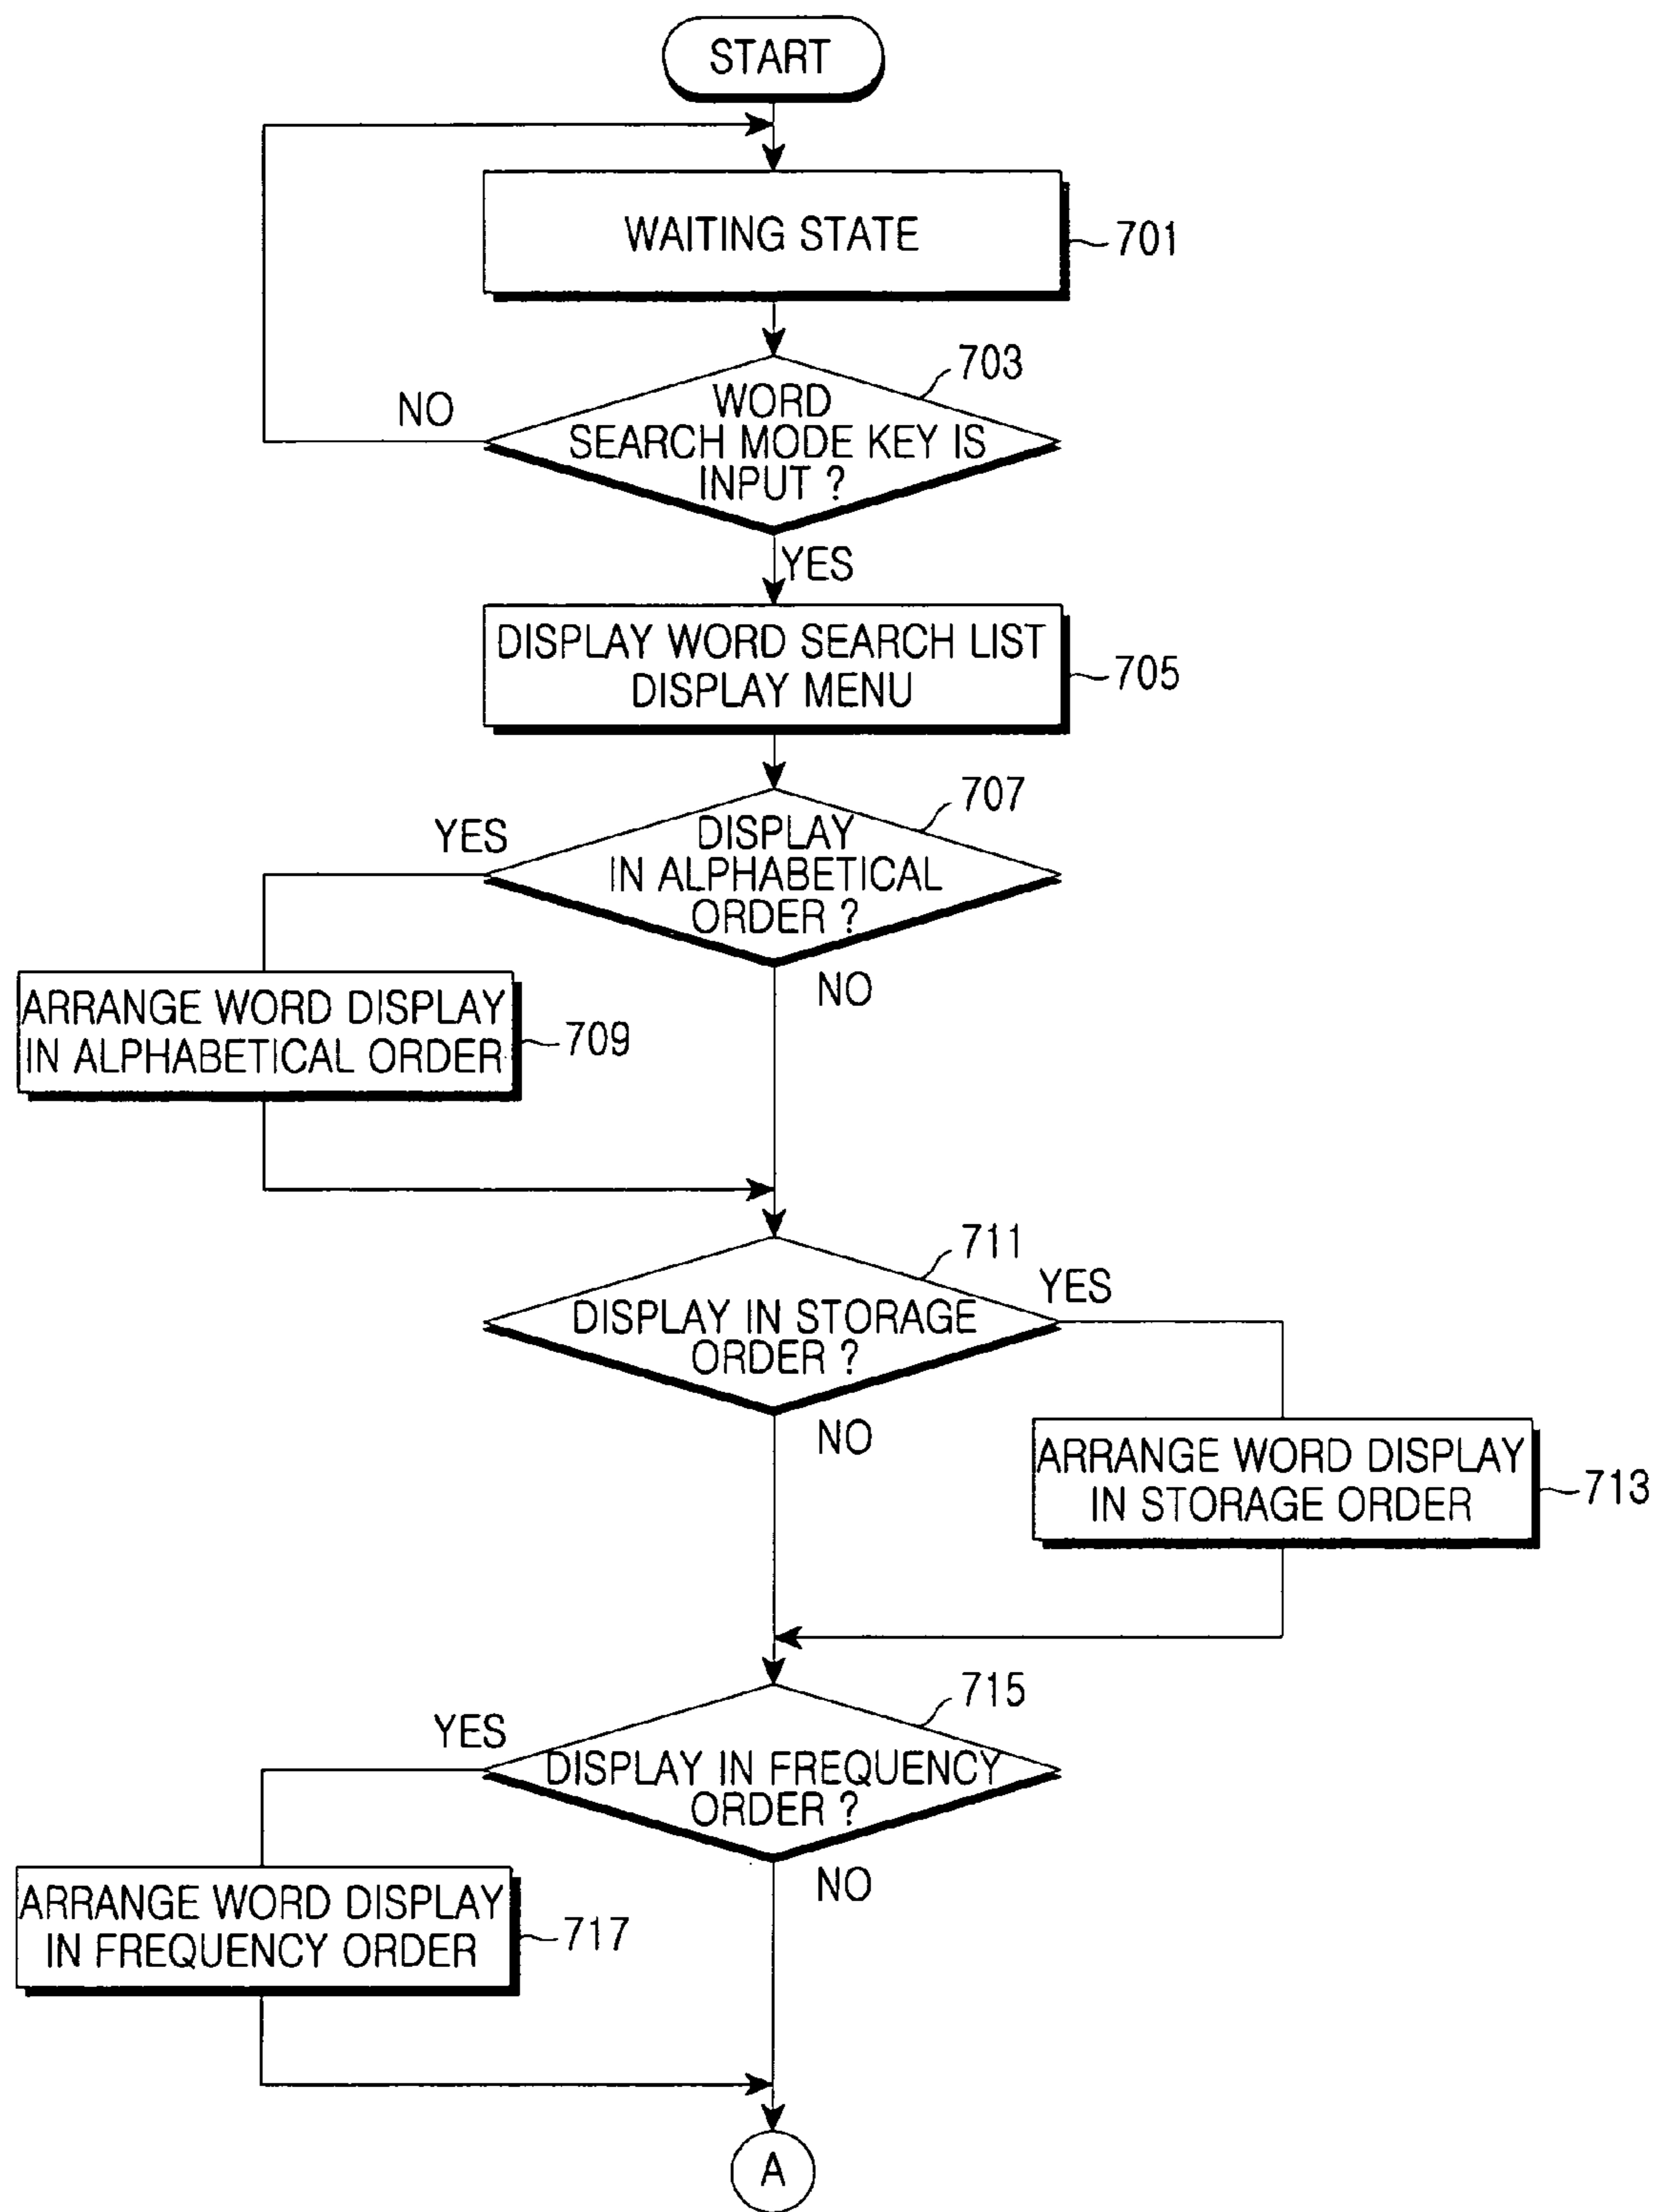 START
WAITING STATE
701
703
NO
WORD
SEARCH MODE KEY IS
INPUT ?
YES
DISPLAY WORD SEARCH LIST
DISPLAY MENU
705
707
YES
DISPLAY
IN ALPHABETICAL
ORDER ?
NO
ARRANGE WORD DISPLAY
IN ALPHABETICAL ORDER
709
711
YES
DISPLAY IN STORAGE
ORDER ?
NO
ARRANGE WORD DISPLAY
IN STORAGE ORDER
713
715
YES
DISPLAY IN FREQUENCY
ORDER ?
NO
ARRANGE WORD DISPLAY
IN FREQUENCY ORDER
717
A